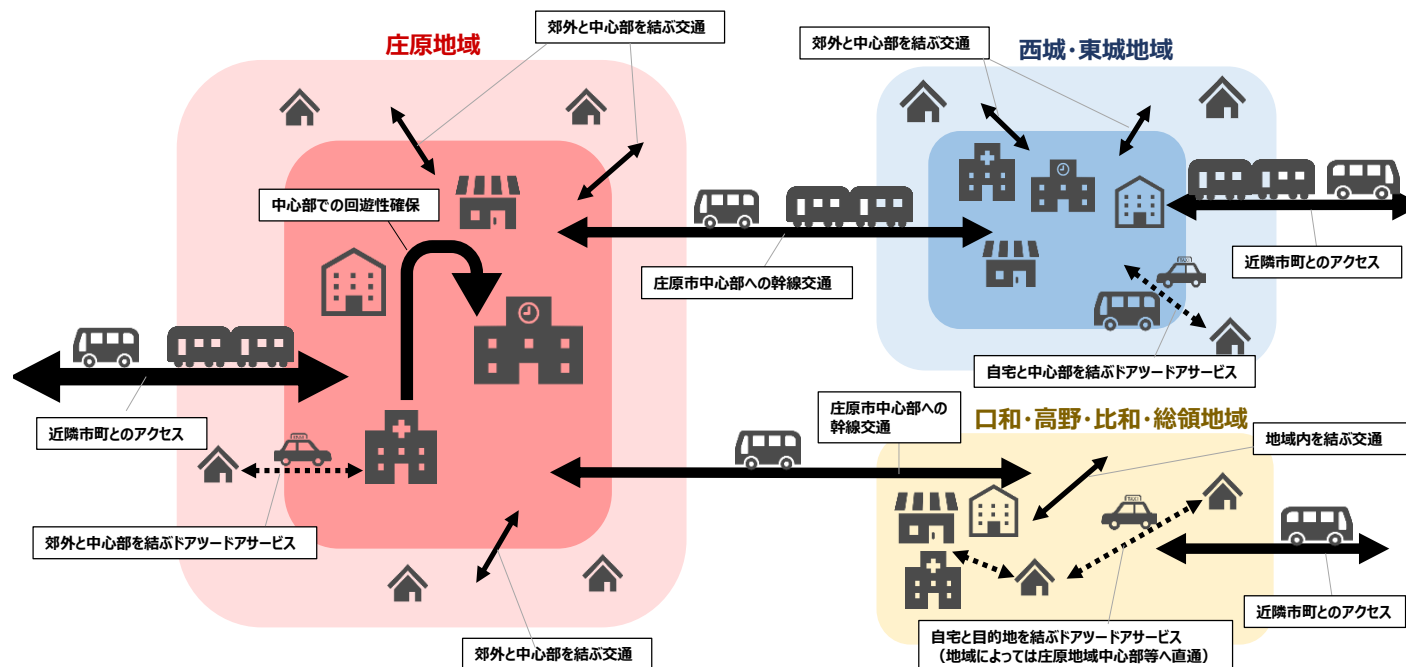 庄原地域
郊外と中心部を結ぶ交通
中心部での回遊性確保
近隣市町とのアクセス
郊外と中心部を結ぶドアツードアサービス
郊外と中心部を結ぶ交通
庄原市中心部への幹線交通
郊外と中心部を結ぶ交通
西城・東城地域
近隣市町とのアクセス
自宅と中心部を結ぶドアツードアサービス
庄原市中心部への
幹線交通
口和・高野・比和・総領地域
地域内を結ぶ交通
TAXI
近隣市町とのアクセス
自宅と目的地を結ぶドアツードアサービス
（地域によっては庄原地域中心部等へ直通）